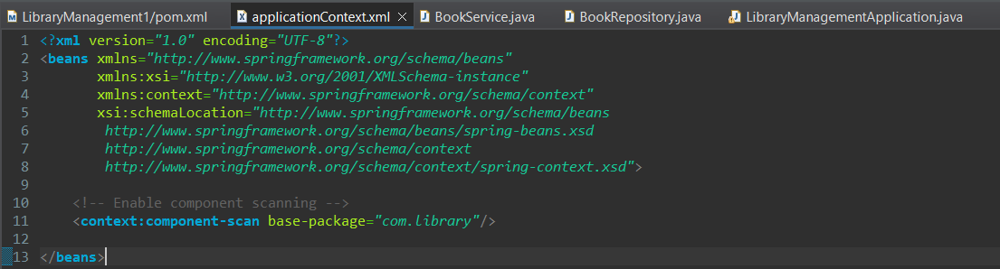 LibraryManagement1/pom.xml applicationContext.xml BookService.java BookRepository.java LibraryManagementApplication.java
1 <?xml version="1.0" encoding="UTF-8"?>
2 <beans xmlns="http://www.springframework.org/schema/beans"
3 xmlns:xsi="http://www.w3.org/2001/XMLSchema-instance"
4 xmlns:context="http://www.springframework.org/schema/context"
5 xsi:schemaLocation="http://www.springframework.org/schema/beans
6 http://www.springframework.org/schema/beans/spring-beans.xsd
7 http://www.springframework.org/schema/context
8 http://www.springframework.org/schema/context/spring-context.xsd">
9
10 <!-- Enable component scanning -->
11 <context:component-scan base-package="com.library"/>
12
13 </beans>